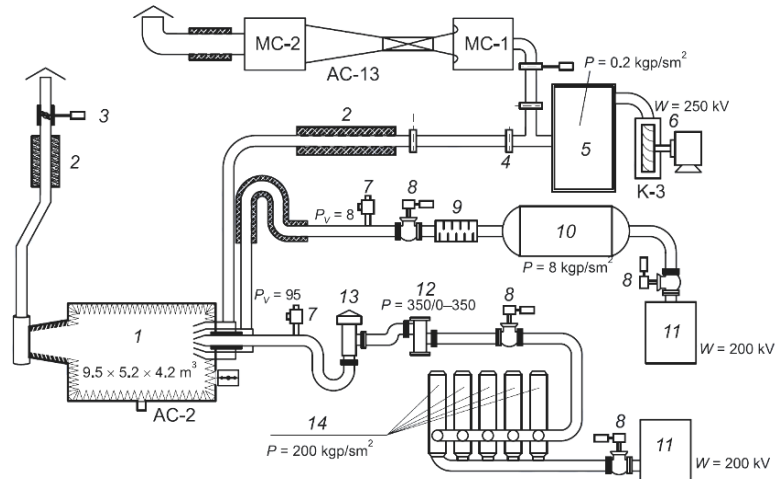 MC-2
MC-1
AC-13
P = 0.2 kgp/sm²
3
2
2
4
5
W = 250 kV
6
K-3
7
8
9
Pᵥ = 8
10
P = 8 kgp/sm²
8
11
W = 200 kV
Pᵥ = 95
7
13
12
P = 350/0–350
8
1
9.5 × 5.2 × 4.2 m³
AC-2
14
P = 200 kgp/sm²
8
11
W = 200 kV